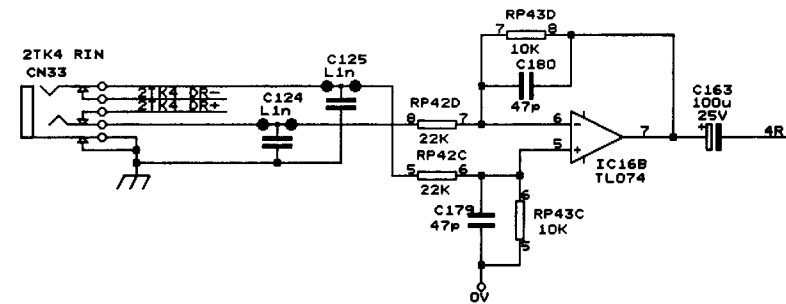 2TK4 RIN
CN33
2TK4 DR-
2TK4 DR+
C125
L1n
C124
L1n
RP42D
8
7
22K
RP42C
5
6
22K
C179
47p
6
RP43C
10K
5
0V
RP43D
7
8
10K
C180
47p
6
-
5
+
7
IC16B
TL074
C163
100u
25V
+
4R